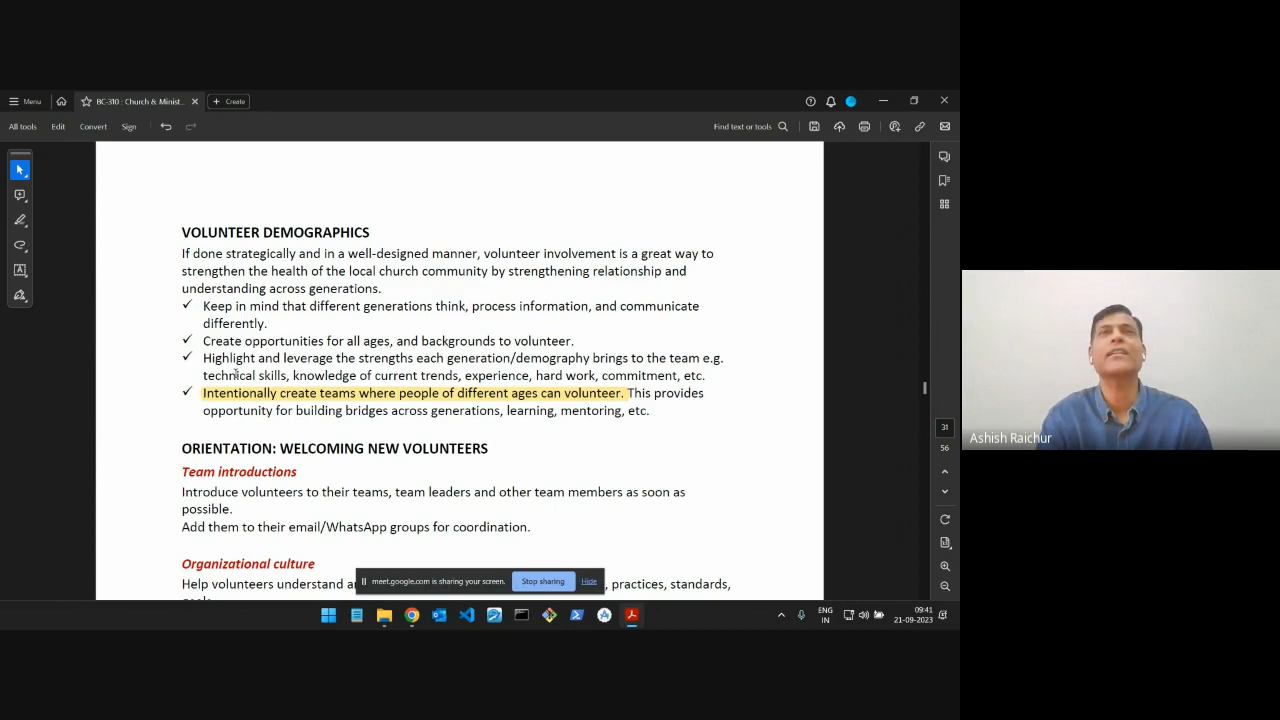 Menu
BC-310 : Church & Minist...
Create
All tools
Edit
Convert
Sign
Find text or tools
VOLUNTEER DEMOGRAPHICS
If done strategically and in a well-designed manner, volunteer involvement is a great way to
strengthen the health of the local church community by strengthening relationship and
understanding across generations.
✓ Keep in mind that different generations think, process information, and communicate
differently.
✓ Create opportunities for all ages, and backgrounds to volunteer.
✓ Highlight and leverage the strengths each generation/demography brings to the team e.g.
technical skills, knowledge of current trends, experience, hard work, commitment, etc.
✓ Intentionally create teams where people of different ages can volunteer. This provides
opportunity for building bridges across generations, learning, mentoring, etc.
ORIENTATION: WELCOMING NEW VOLUNTEERS
Team introductions
Introduce volunteers to their teams, team leaders and other team members as soon as
possible.
Add them to their email/WhatsApp groups for coordination.
Organizational culture
Help volunteers understand an
, practices, standards,
meet.google.com is sharing your screen.
Stop sharing
Hide
31
56
ENG
IN
09:41
21-09-2023
Ashish Raichur